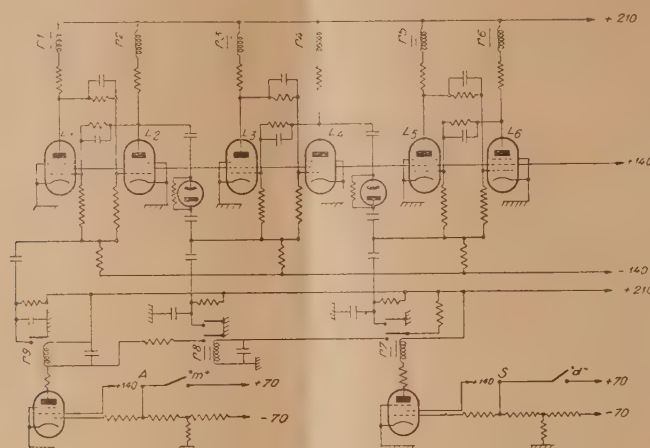 + 210
r1
r2
r3
r4
r5
r6
L1
L2
L3
L4
L5
L6
+140
- 140
+ 210
r9
r8
r7
+140
A
"m"
+70
- 70
+140
S
"d"
+70
- 70